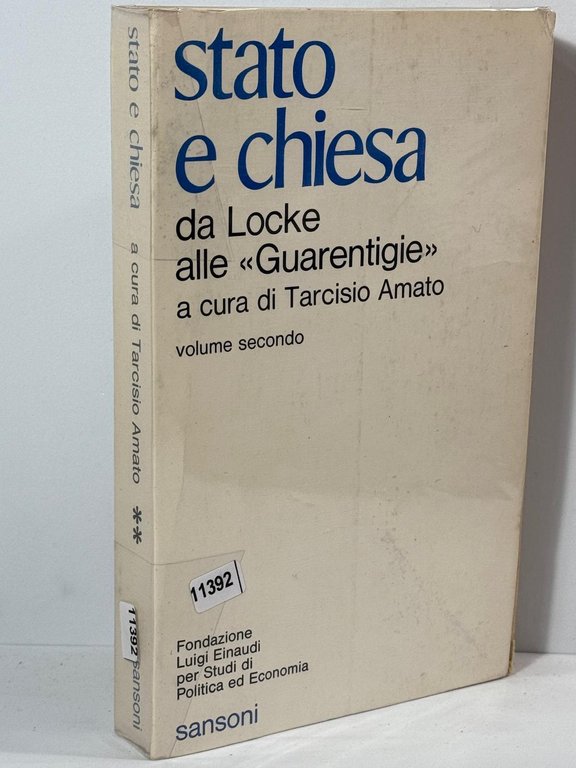 stato
e chiesa
da Locke
alle «Guarentigie»
a cura di Tarcisio Amato
volume secondo
11392
Fondazione
Luigi Einaudi
per Studi di
Politica ed Economia
sansoni
stato e chiesa a cura di Tarcisio Amato **
11392
sansoni